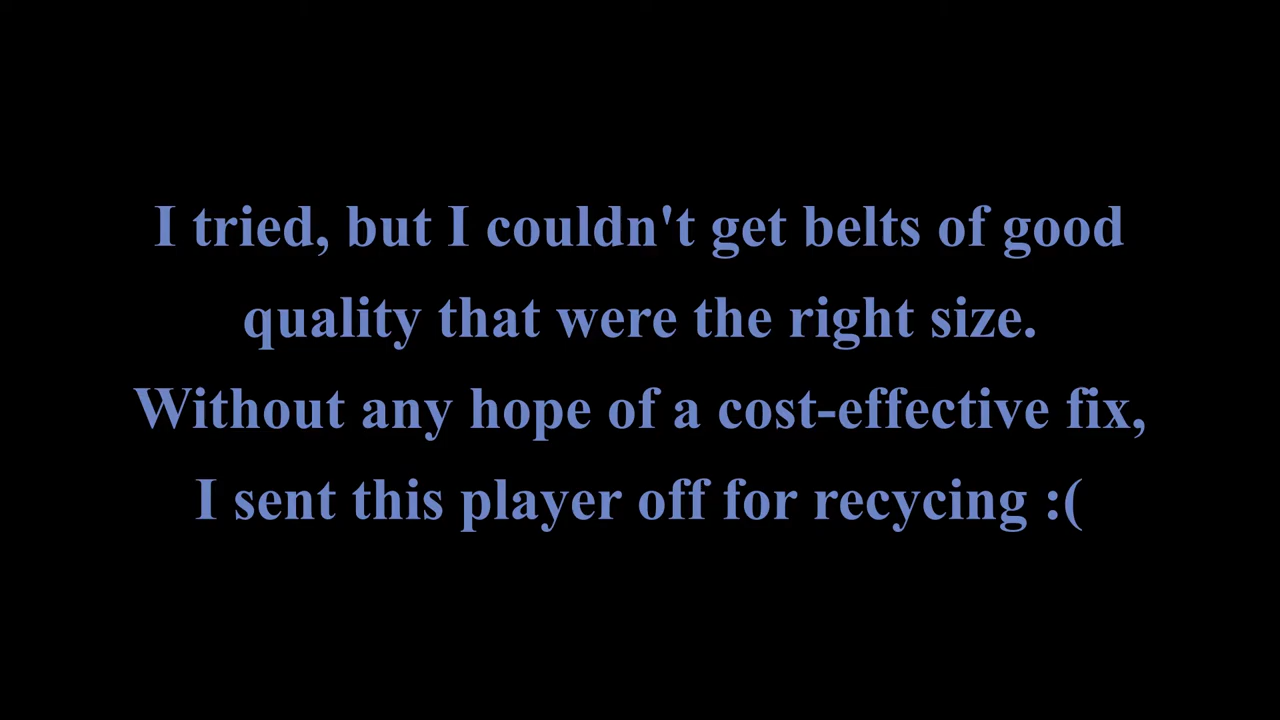 I tried, but I couldn't get belts of good
quality that were the right size.
Without any hope of a cost-effective fix,
I sent this player off for recycing :(